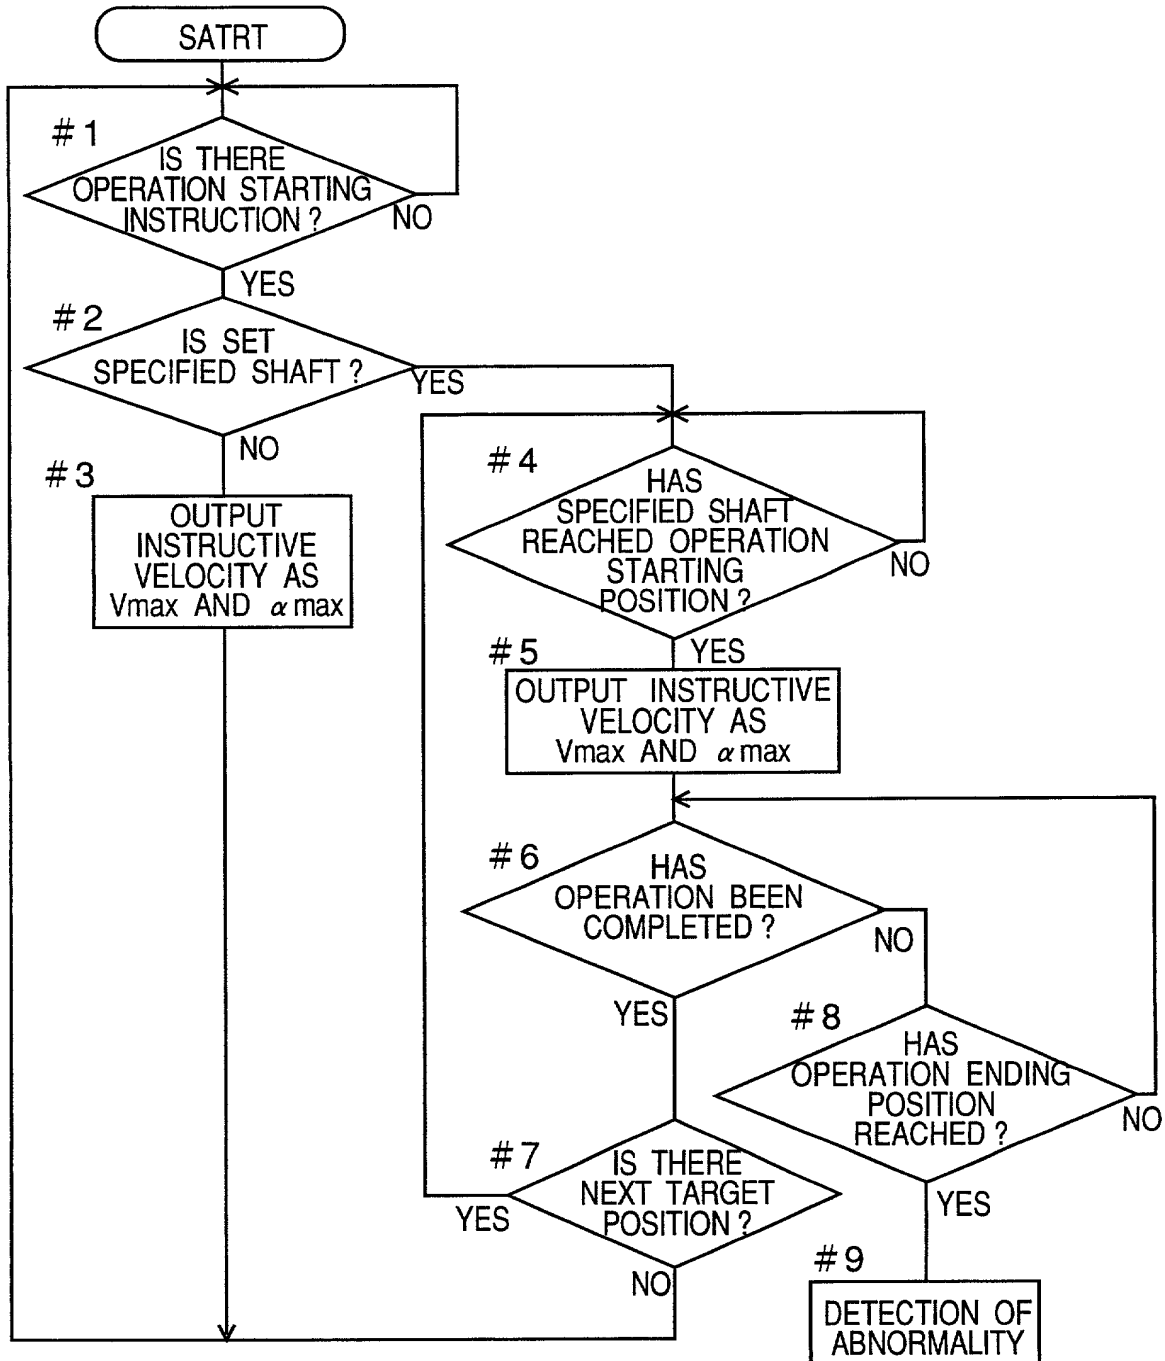 SATRT
#1
IS THERE
OPERATION STARTING
INSTRUCTION ?
NO
YES
#2
IS SET
SPECIFIED SHAFT ?
YES
NO
#3
OUTPUT
INSTRUCTIVE
VELOCITY AS
Vmax AND α max
#4
HAS
SPECIFIED SHAFT
REACHED OPERATION
STARTING
POSITION ?
NO
YES
#5
OUTPUT INSTRUCTIVE
VELOCITY AS
Vmax AND α max
#6
HAS
OPERATION BEEN
COMPLETED ?
NO
YES
#8
HAS
OPERATION ENDING
POSITION
REACHED ?
NO
YES
#7
IS THERE
NEXT TARGET
POSITION ?
YES
NO
#9
DETECTION OF
ABNORMALITY